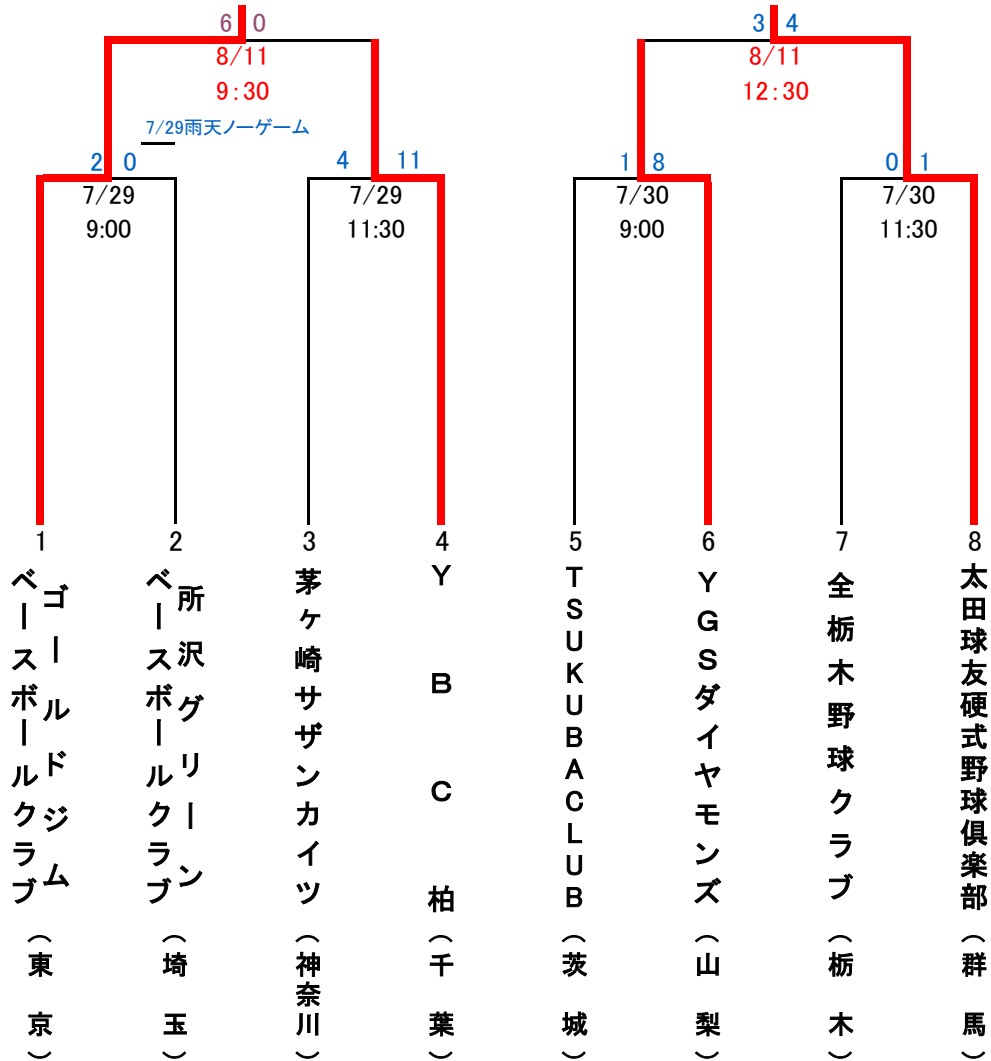 6 0
3 4
8/11
8/11
9:30
12:30
7/29雨天ノーゲーム
2 0
4 11
1 8
0 1
7/29
7/29
7/30
7/30
9:00
11:30
9:00
11:30
1
2
3
4
5
6
7
8
ゴールドジム
ベースボールクラブ
(東京)
所沢グリーン
ベースボールクラブ
(埼玉)
茅ヶ崎サザンカイツ
(神奈川)
YBC柏
(千葉)
TSUKUBACLUB
(茨城)
YGSダイヤモンズ
(山梨)
全栃木野球クラブ
(栃木)
太田球友硬式野球倶楽部
(群馬)